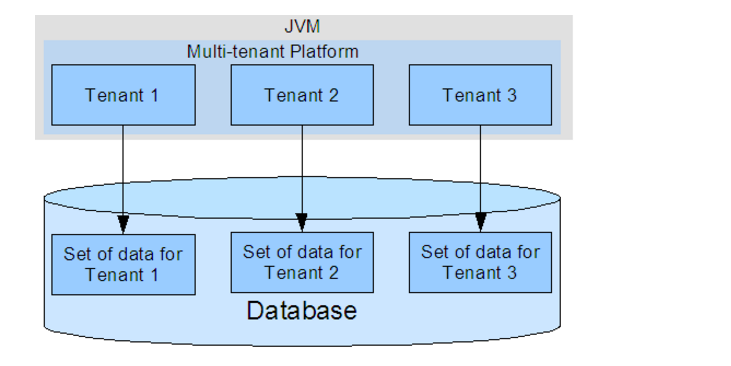 JVM
Multi-tenant Platform
Tenant 1
Tenant 2
Tenant 3
Set of data for
Tenant 1
Set of data for
Tenant 2
Set of data for
Tenant 3
Database